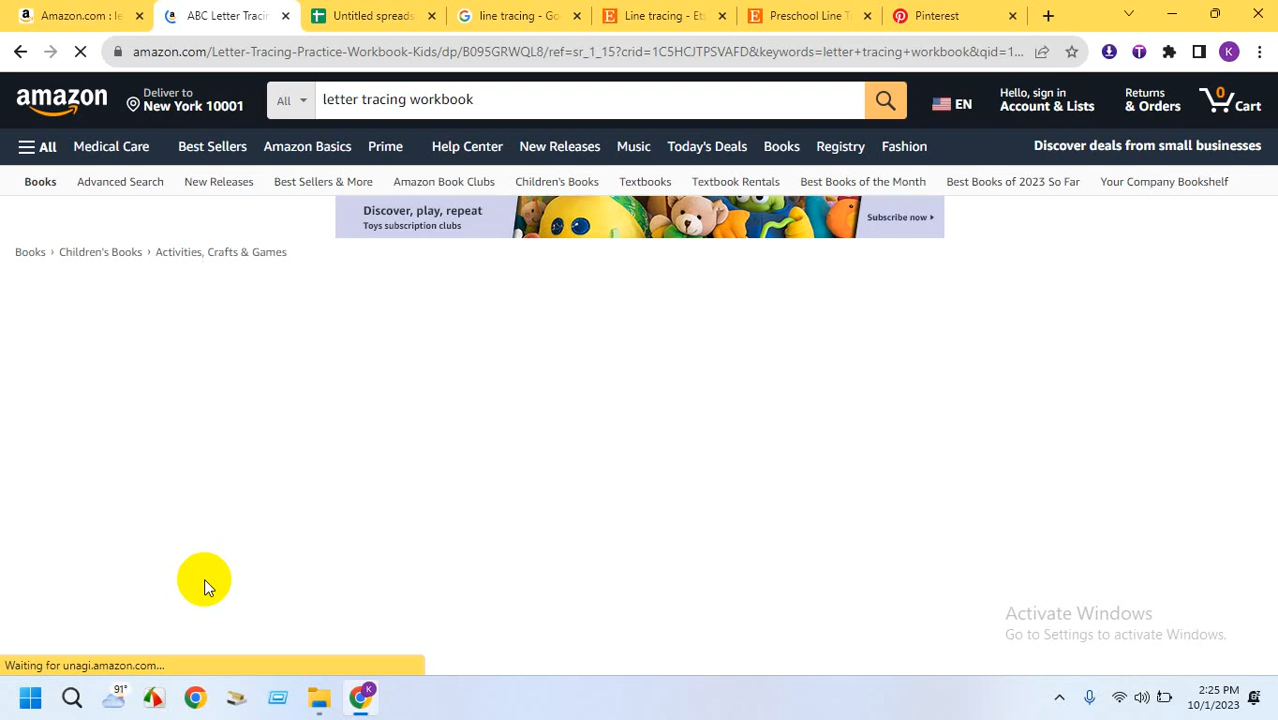 Amazon.com : le
ABC Letter Tracin
Untitled spreads
line tracing - Go
Line tracing - Ets
Preschool Line T
Pinterest
amazon.com/Letter-Tracing-Practice-Workbook-Kids/dp/B095GRWQL8/ref=sr_1_15?crid=1C5HCJTPSVAFD&keywords=letter+tracing+workbook&qid=1...
K
amazon
Deliver to
New York 10001
All
letter tracing workbook
EN
Hello, sign in
Account & Lists
Returns
& Orders
0
Cart
All
Medical Care
Best Sellers
Amazon Basics
Prime
Help Center
New Releases
Music
Today's Deals
Books
Registry
Fashion
Discover deals from small businesses
Books
Advanced Search
New Releases
Best Sellers & More
Amazon Book Clubs
Children's Books
Textbooks
Textbook Rentals
Best Books of the Month
Best Books of 2023 So Far
Your Company Bookshelf
Discover, play, repeat
Toys subscription clubs
Subscribe now
Books › Children's Books › Activities, Crafts & Games
Activate Windows
Go to Settings to activate Windows.
Waiting for unagi.amazon.com...
91°
K
2:25 PM
10/1/2023